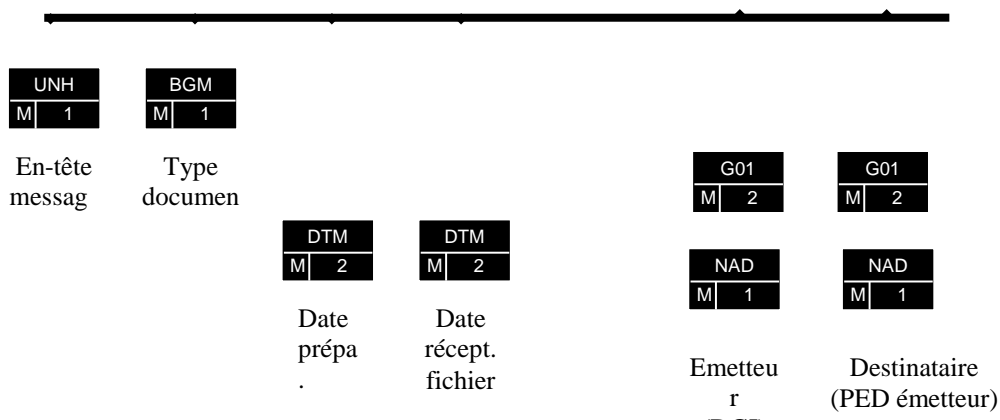 UNH
M 1
BGM
M 1
En-tête
messag
Type
documen
G01
M 2
G01
M 2
DTM
M 2
DTM
M 2
NAD
M 1
NAD
M 1
Date
prépa
.
Date
récept.
fichier
Emetteu
r
Destinataire
(PED émetteur)